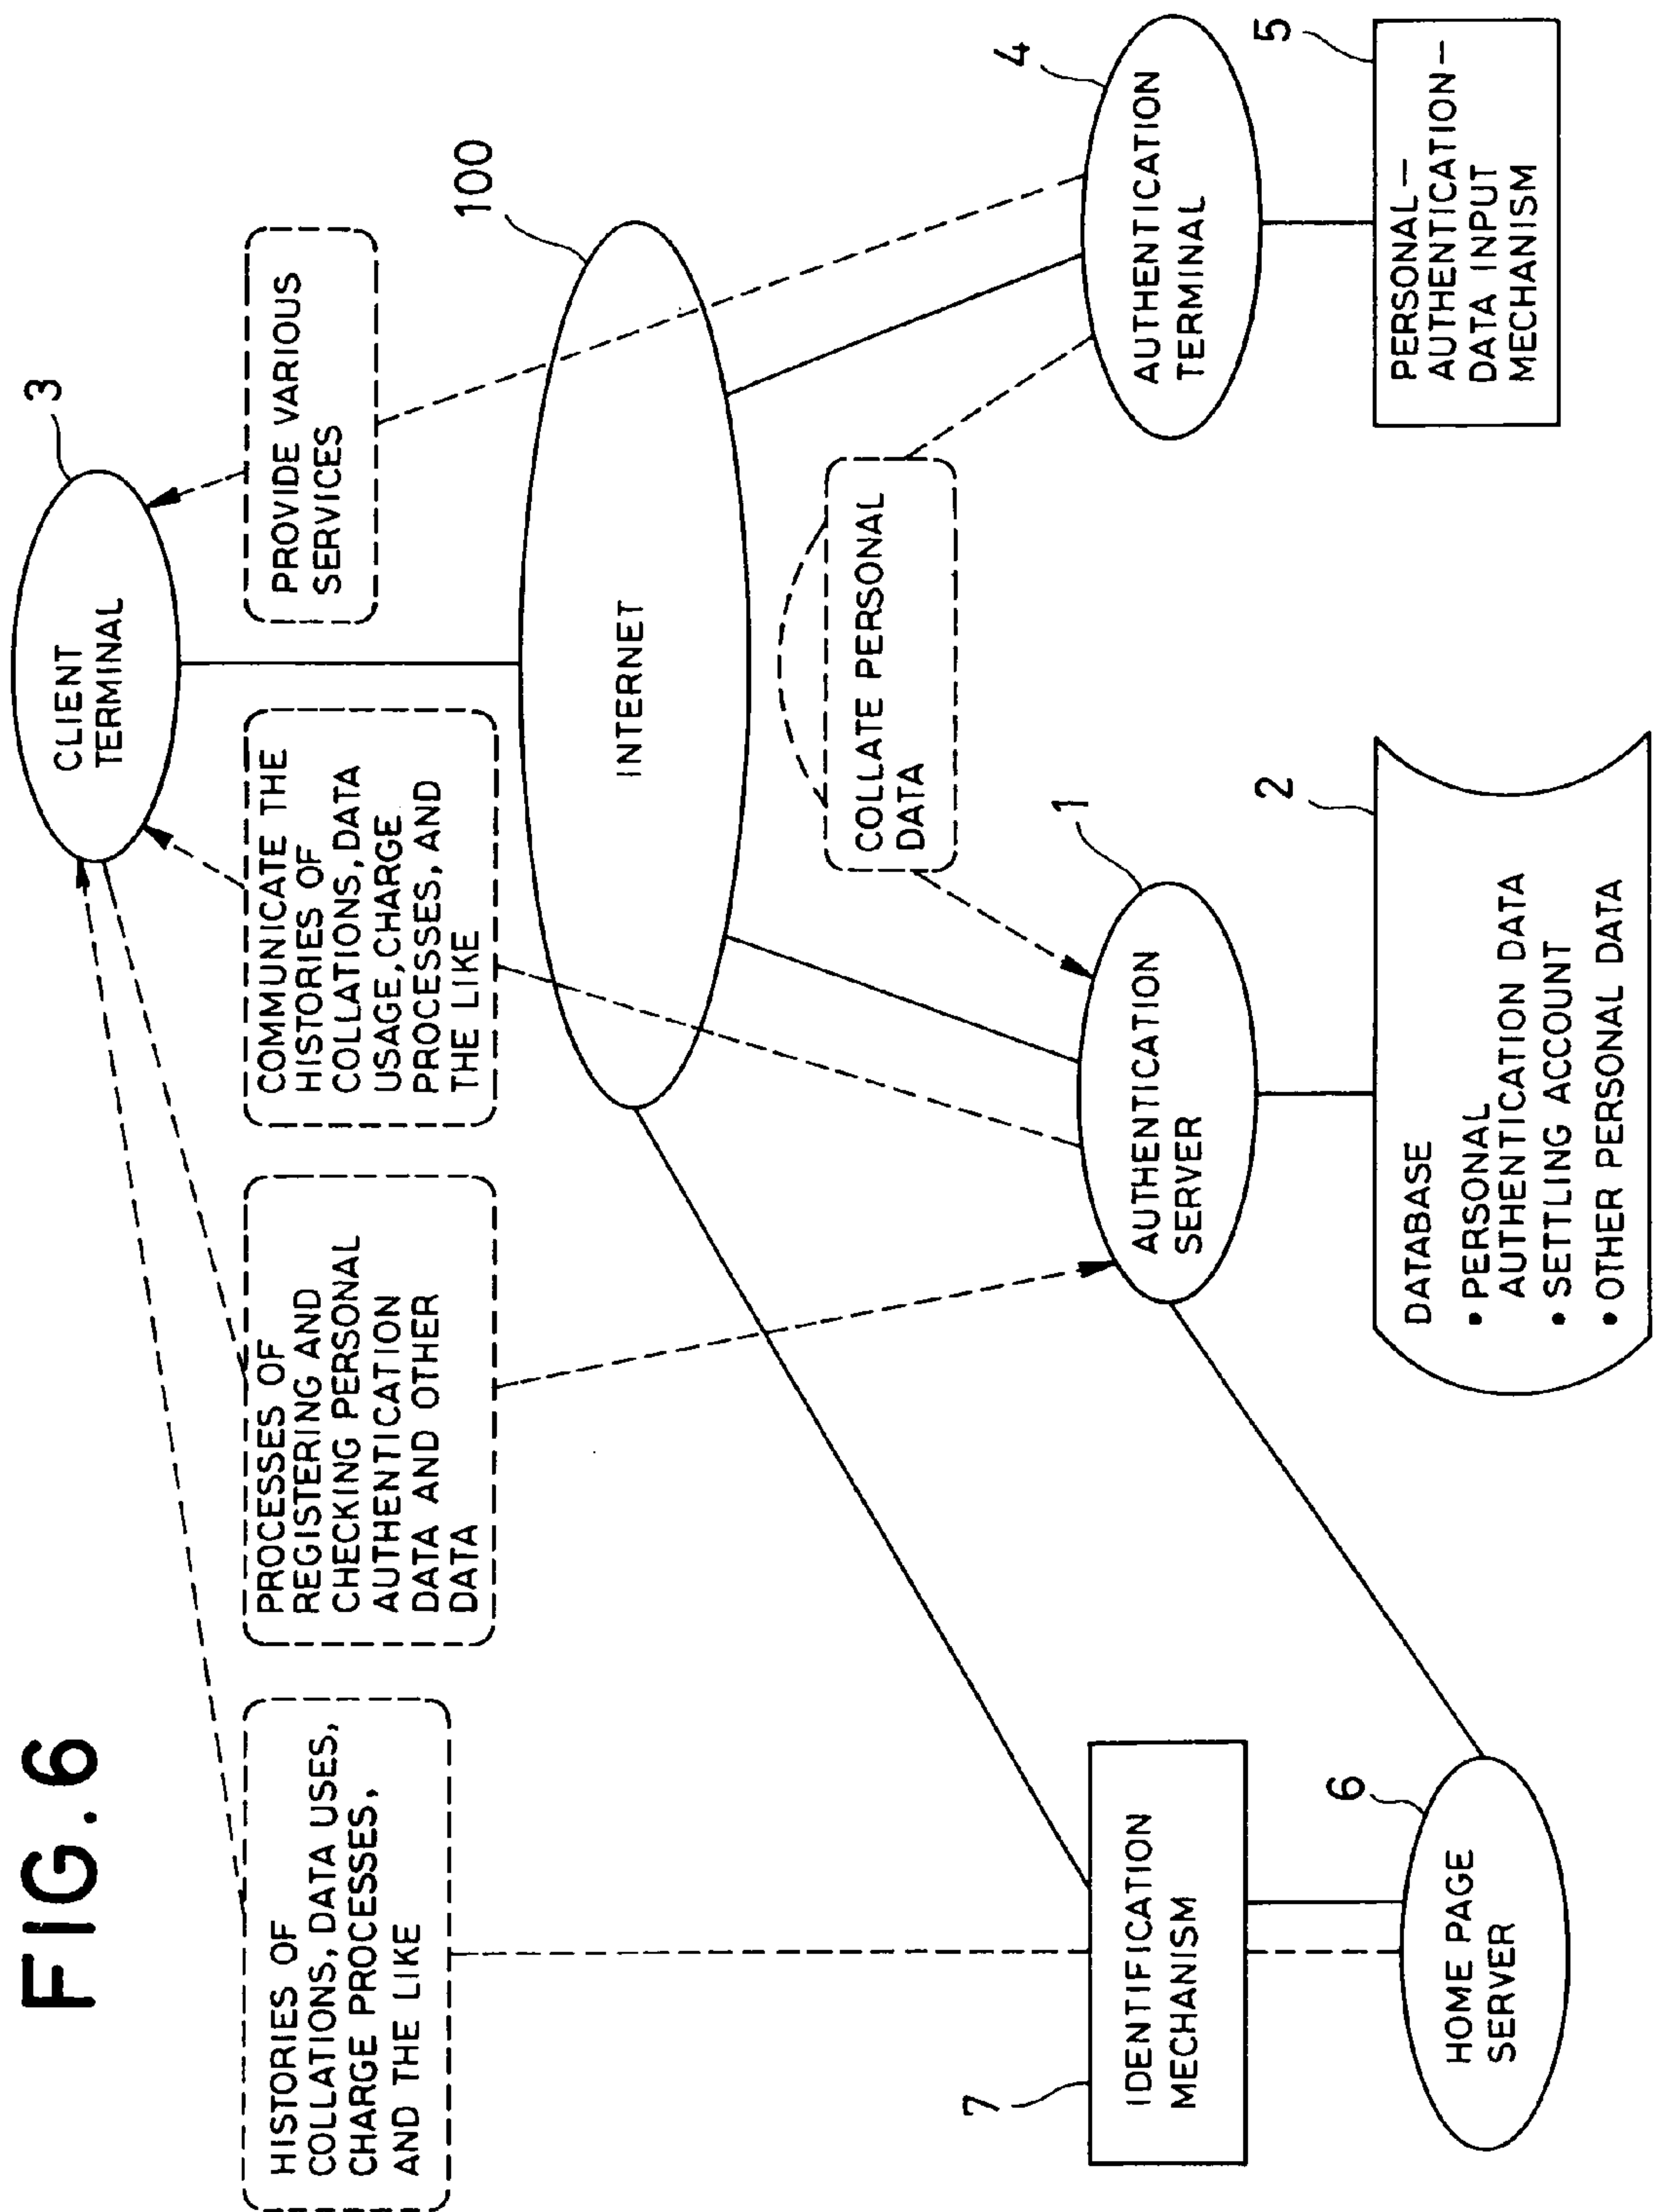 FIG.6
3
CLIENT
TERMINAL
HISTORIES OF
COLLATIONS, DATA USES,
CHARGE PROCESSES,
AND THE LIKE
PROCESSES OF
REGISTERING AND
CHECKING PERSONAL
AUTHENTICATION
DATA AND OTHER
DATA
COMMUNICATE THE
HISTORIES OF
COLLATIONS, DATA
USAGE, CHARGE
PROCESSES, AND
THE LIKE
PROVIDE VARIOUS
SERVICES
100
INTERNET
COLLATE PERSONAL
DATA
7
IDENTIFICATION
MECHANISM
6
HOME PAGE
SERVER
1
AUTHENTICATION
SERVER
2
DATABASE
• PERSONAL
AUTHENTICATION DATA
• SETTLING ACCOUNT
• OTHER PERSONAL DATA
4
AUTHENTICATION
TERMINAL
5
PERSONAL-
AUTHENTICATION-
DATA INPUT
MECHANISM